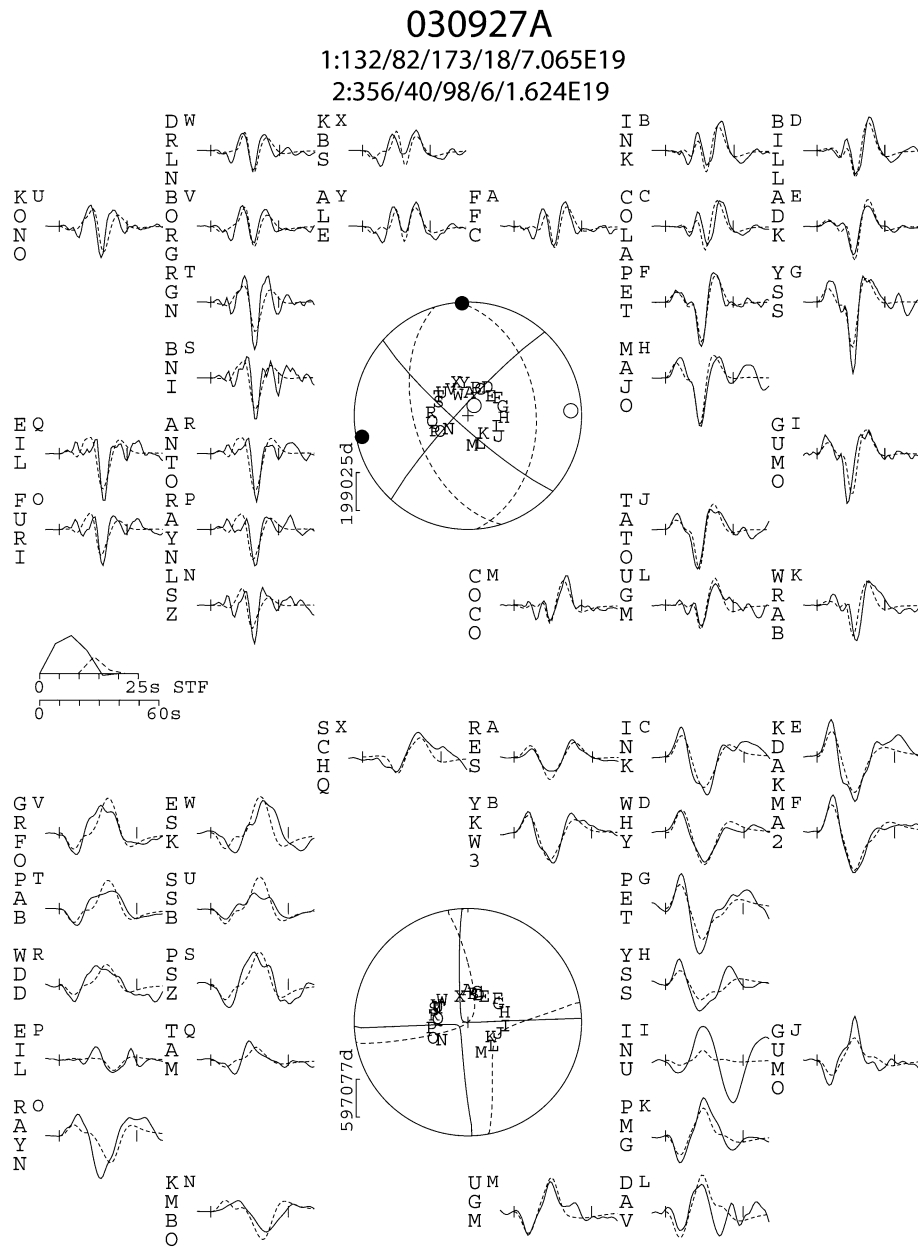 030927A
1:132/82/173/18/7.065E19
2:356/40/98/6/1.624E19
DRLN W
KBS X
INK B
BILL D
KONO U
BORG V
ALE Y
FFC A
COLA C
ADK E
RGN T
PET F
YSS G
BNI S
MAJO H
EIL Q
ANTO R
GUMO I
199025d
FURI O
RAYN P
TATO J
LSZ N
COCO M
UGM L
WRAB K
0 25s STF
0 60s
SCHQ X
RES A
INK C
KDAK E
GRFO V
ESK W
YKW3 B
WHY D
MA2 F
PAB T
SSB U
PET G
WDD R
PSZ S
YSS H
EIL P
TAM Q
INU I
GUMO J
597077d
RAYN O
PMG K
KMBO N
UGM M
DAV L